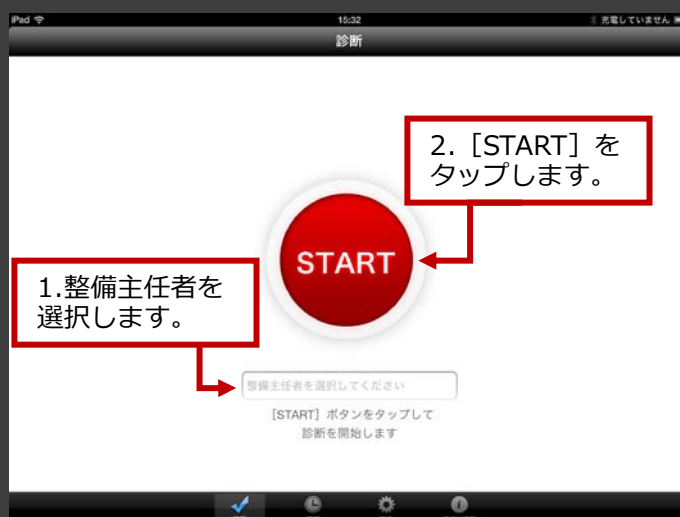 iPad
15:32
充電していません
診断
2.［START］を
タップします。
START
1.整備主任者を
選択します。
整備主任者を選択してください
［START］ボタンをタップして
診断を開始します